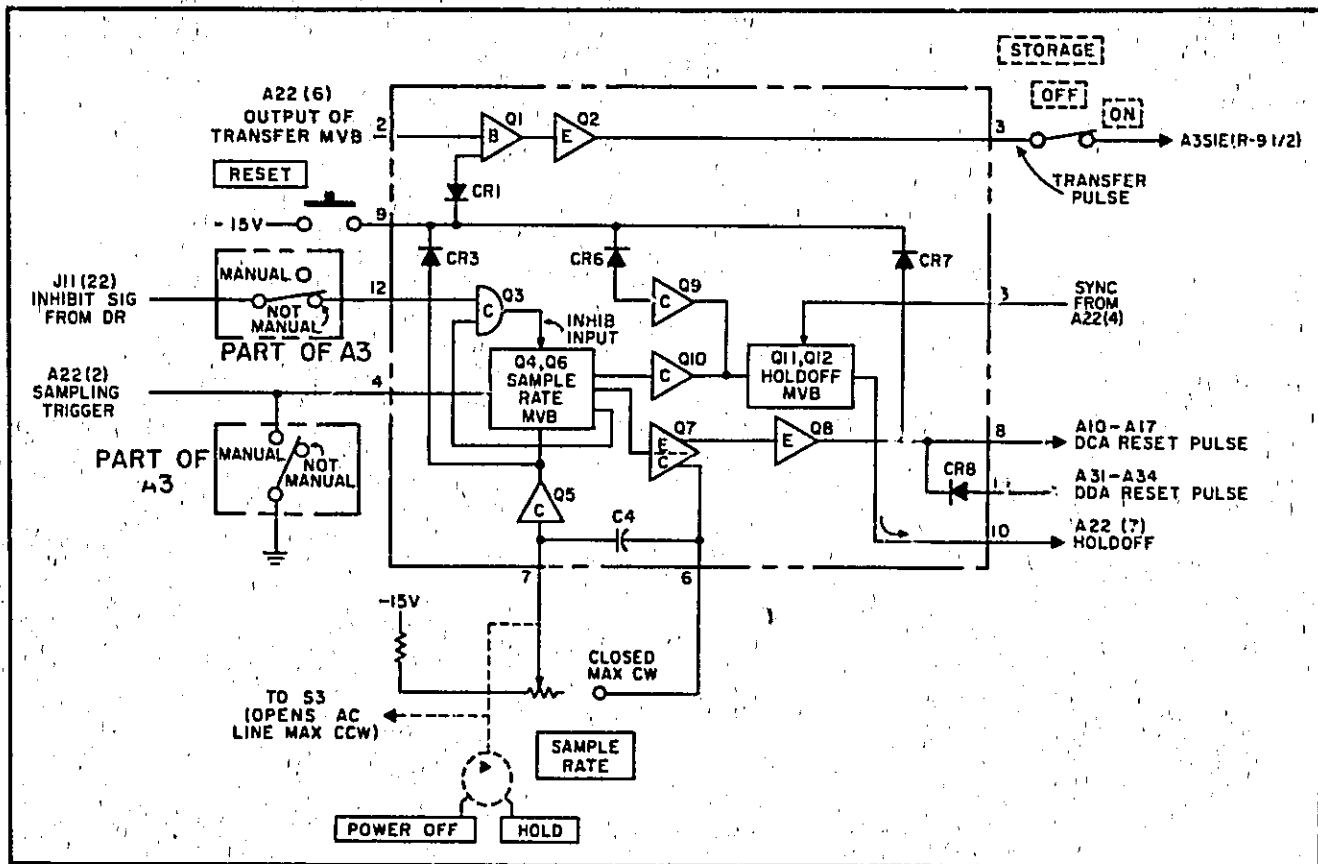 STORAGE
OFF
ON
A22 (6)
OUTPUT OF
TRANSFER MVB
2
Q1
B
Q2
E
3
A3S1E(R-9 1/2)
TRANSFER
PULSE
RESET
CR1
-15V
9
CR3
CR6
CR7
J11 (22)
INHIBIT SIG
FROM DR
MANUAL
NOT
MANUAL
PART OF A3
12
Q3
C
INHIB
INPUT
Q9
C
SYNC
FROM
A22(4)
A22 (2)
SAMPLING
TRIGGER
4
Q4, Q6
SAMPLE
RATE
MVB
Q10
C
Q11, Q12
HOLDOFF
MVB
Q7
E
C
Q8
E
8
A10-A17
DCA RESET PULSE
CR8
A31-A34
DDA RESET PULSE
PART OF
MANUAL
NOT
MANUAL
Q5
C
C4
10
A22 (7)
HOLDOFF
7
6
-15V
CLOSED
MAX CW
TO S3
(OPENS AC
LINE MAX CCW)
SAMPLE
RATE
POWER OFF
HOLD